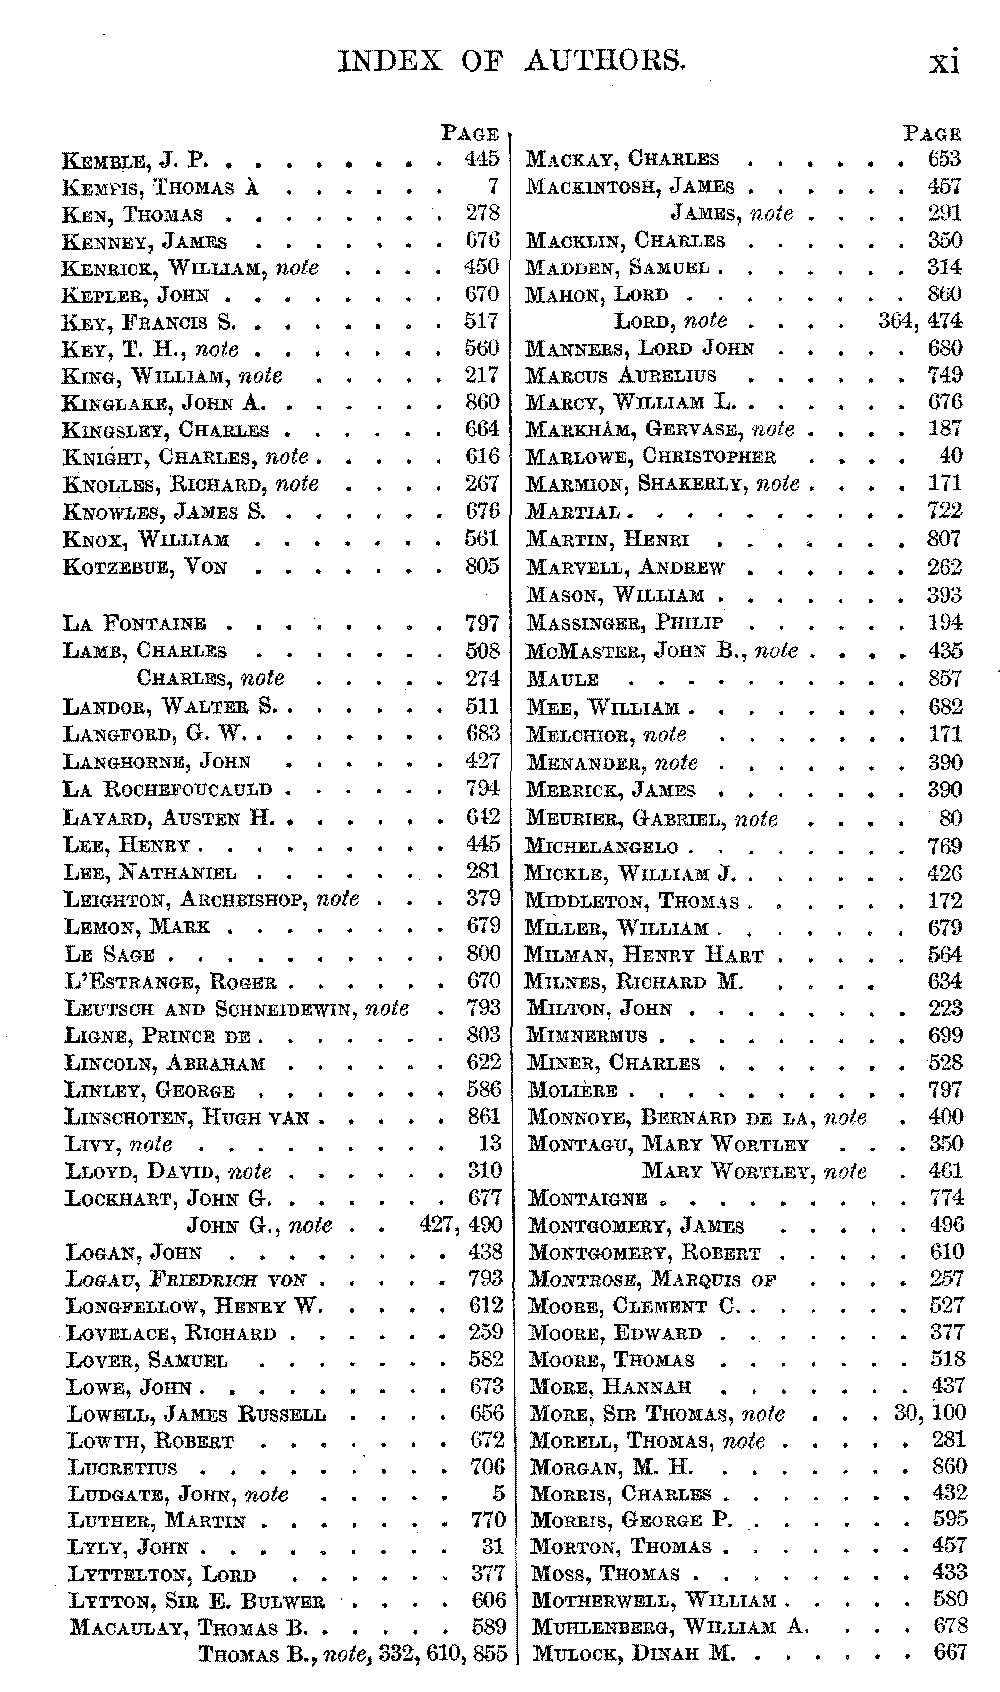 INDEX OF AUTHORS. xi
PAGE
KEMBLE, J. P. . . . . . . . . 445
KEMPIS, THOMAS À . . . . . . 7
KEN, THOMAS . . . . . . . . 278
KENNEY, JAMES . . . . . . . 676
KENRICK, WILLIAM, note . . . . 450
KEPLER, JOHN . . . . . . . . 670
KEY, FRANCIS S. . . . . . . . 517
KEY, T. H., note . . . . . . . 560
KING, WILLIAM, note . . . . . 217
KINGLAKE, JOHN A. . . . . . . 860
KINGSLEY, CHARLES . . . . . . 664
KNIGHT, CHARLES, note . . . . . 616
KNOLLES, RICHARD, note . . . . 267
KNOWLES, JAMES S. . . . . . . 676
KNOX, WILLIAM . . . . . . . 561
KOTZEBUE, VON . . . . . . . 805
LA FONTAINE . . . . . . . . 797
LAMB, CHARLES . . . . . . . 508
CHARLES, note . . . . . 274
LANDOR, WALTER S. . . . . . . 511
LANGFORD, G. W. . . . . . . . 683
LANGHORNE, JOHN . . . . . . 427
LA ROCHEFOUCAULD . . . . . . 794
LAYARD, AUSTEN H. . . . . . . 642
LEE, HENRY . . . . . . . . . 445
LEE, NATHANIEL . . . . . . . 281
LEIGHTON, ARCHBISHOP, note . . . 379
LEMON, MARK . . . . . . . . 679
LE SAGE . . . . . . . . . . 800
L'ESTRANGE, ROGER . . . . . . 670
LEUTSCH AND SCHNEIDEWIN, note . 793
LIGNE, PRINCE DE . . . . . . . 803
LINCOLN, ABRAHAM . . . . . . 622
LINLEY, GEORGE . . . . . . . 586
LINSCHOTEN, HUGH VAN . . . . . 861
LIVY, note . . . . . . . . . 13
LLOYD, DAVID, note . . . . . . 310
LOCKHART, JOHN G. . . . . . . 677
JOHN G., note . . 427, 490
LOGAN, JOHN . . . . . . . . 438
LOGAU, FRIEDRICH VON . . . . . 793
LONGFELLOW, HENRY W. . . . . 612
LOVELACE, RICHARD . . . . . . 259
LOVER, SAMUEL . . . . . . . 582
LOWE, JOHN . . . . . . . . . 673
LOWELL, JAMES RUSSELL . . . . 656
LOWTH, ROBERT . . . . . . . 672
LUCRETIUS . . . . . . . . . 706
LUDGATE, JOHN, note . . . . . 5
LUTHER, MARTIN . . . . . . . 770
LYLY, JOHN . . . . . . . . . 31
LYTTELTON, LORD . . . . . . 377
LYTTON, SIR E. BULWER . . . . 606
MACAULAY, THOMAS B. . . . . . 589
THOMAS B., note, 332, 610, 855
PAGE
MACKAY, CHARLES . . . . . . 653
MACKINTOSH, JAMES . . . . . . 457
JAMES, note . . . . 291
MACKLIN, CHARLES . . . . . . 350
MADDEN, SAMUEL . . . . . . . 314
MAHON, LORD . . . . . . . . 860
LORD, note . . . . 364, 474
MANNERS, LORD JOHN . . . . . 680
MARCUS AURELIUS . . . . . . 749
MARCY, WILLIAM L. . . . . . . 676
MARKHAM, GERVASE, note . . . . 187
MARLOWE, CHRISTOPHER . . . . 40
MARMION, SHAKERLY, note . . . . 171
MARTIAL . . . . . . . . . . 722
MARTIN, HENRI . . . . . . . 807
MARVELL, ANDREW . . . . . . 262
MASON, WILLIAM . . . . . . . 393
MASSINGER, PHILIP . . . . . . 194
MCMASTER, JOHN B., note . . . . 435
MAULE . . . . . . . . . . 857
MEE, WILLIAM . . . . . . . . 682
MELCHIOR, note . . . . . . . 171
MENANDER, note . . . . . . . 390
MERRICK, JAMES . . . . . . . 390
MEURIER, GABRIEL, note . . . . 80
MICHELANGELO . . . . . . . . 769
MICKLE, WILLIAM J. . . . . . . 426
MIDDLETON, THOMAS . . . . . . 172
MILLER, WILLIAM . . . . . . . 679
MILMAN, HENRY HART . . . . . 564
MILNES, RICHARD M. . . . . 634
MILTON, JOHN . . . . . . . . 223
MIMNERMUS . . . . . . . . . 699
MINER, CHARLES . . . . . . . 528
MOLIÈRE . . . . . . . . . . 797
MONNOYE, BERNARD DE LA, note . 400
MONTAGU, MARY WORTLEY . . . 350
MARY WORTLEY, note . 461
MONTAIGNE . . . . . . . . . 774
MONTGOMERY, JAMES . . . . . 496
MONTGOMERY, ROBERT . . . . . 610
MONTROSE, MARQUIS OF . . . . 257
MOORE, CLEMENT C. . . . . . . 527
MOORE, EDWARD . . . . . . . 377
MOORE, THOMAS . . . . . . . 518
MORE, HANNAH . . . . . . . 437
MORE, SIR THOMAS, note . . . 30, 100
MORELL, THOMAS, note . . . . . 281
MORGAN, M. H. . . . . . . . 860
MORRIS, CHARLES . . . . . . . 432
MORRIS, GEORGE P. . . . . . . 595
MORTON, THOMAS . . . . . . . 457
MOSS, THOMAS . . . . . . . . 433
MOTHERWELL, WILLIAM . . . . . 580
MUHLENBERG, WILLIAM A. . . . 678
MULOCK, DINAH M. . . . . . . 667